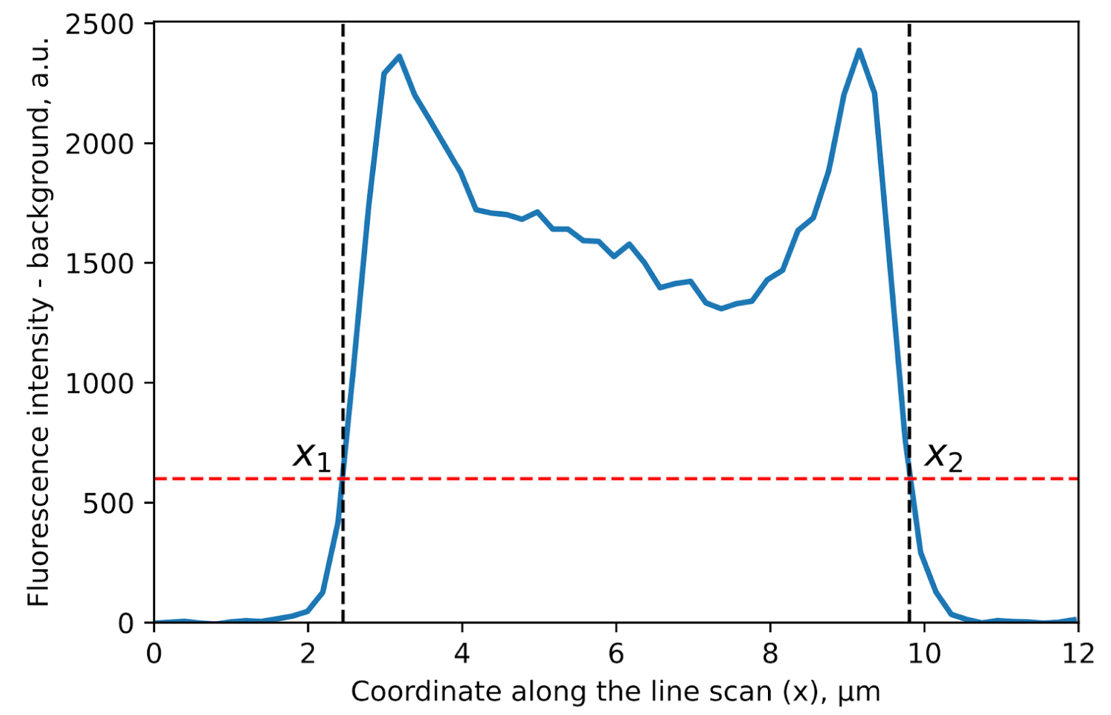 Fluorescence intensity - background, a.u.
2500
2000
1500
1000
500
0
x₁
x₂
0 2 4 6 8 10 12
Coordinate along the line scan (x), μm